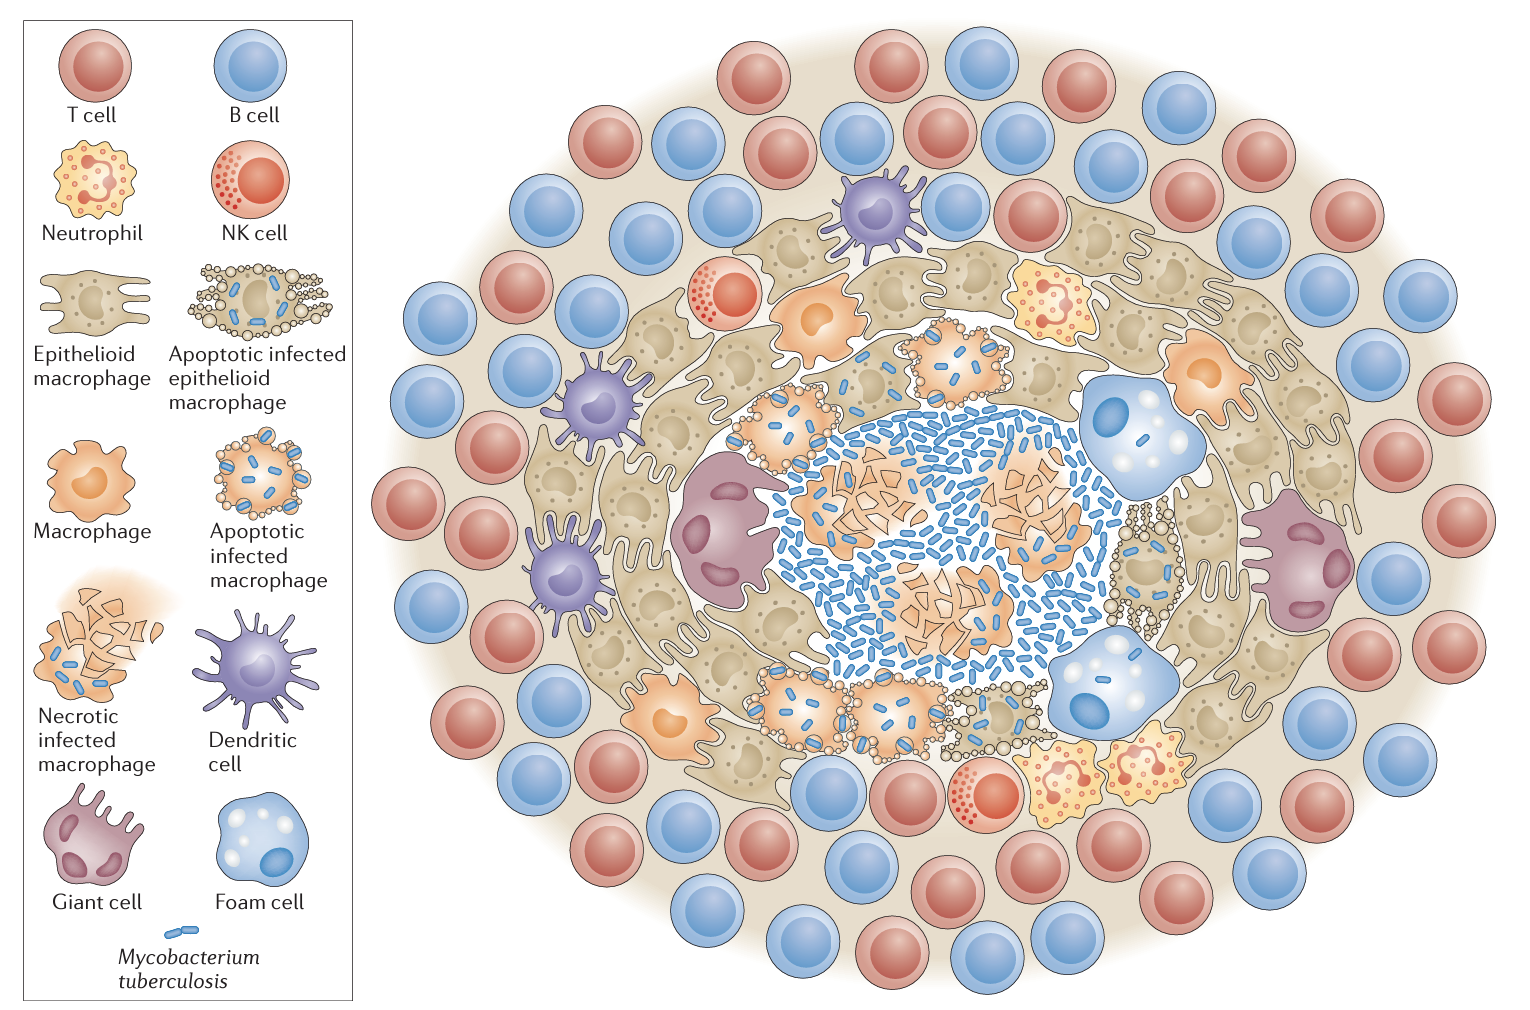 T cell
B cell
Neutrophil
NK cell
Epithelioid
macrophage
Apoptotic infected
epithelioid
macrophage
Macrophage
Apoptotic
infected
macrophage
Necrotic
infected
macrophage
Dendritic
cell
Giant cell
Foam cell
Mycobacterium
tuberculosis